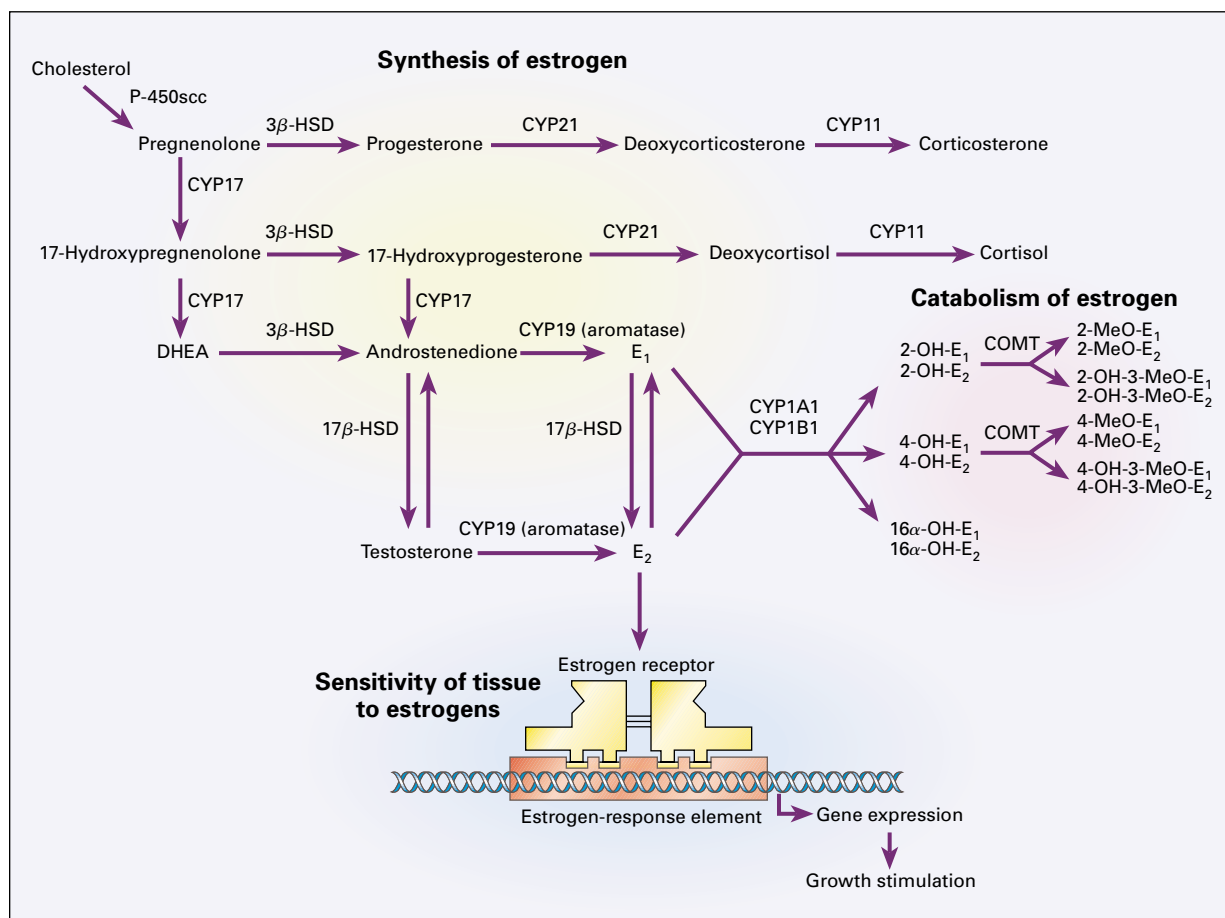 Synthesis of estrogen
Cholesterol
P-450scc
Pregnenolone
3β-HSD
Progesterone
CYP21
Deoxycorticosterone
CYP11
Corticosterone
CYP17
17-Hydroxypregnenolone
3β-HSD
17-Hydroxyprogesterone
CYP21
Deoxycortisol
CYP11
Cortisol
CYP17
CYP17
DHEA
3β-HSD
Androstenedione
CYP19 (aromatase)
E₁
17β-HSD
17β-HSD
Testosterone
CYP19 (aromatase)
E₂
CYP1A1
CYP1B1
Catabolism of estrogen
2-OH-E₁
2-OH-E₂
COMT
2-MeO-E₁
2-MeO-E₂
2-OH-3-MeO-E₁
2-OH-3-MeO-E₂
4-OH-E₁
4-OH-E₂
COMT
4-MeO-E₁
4-MeO-E₂
4-OH-3-MeO-E₁
4-OH-3-MeO-E₂
16α-OH-E₁
16α-OH-E₂
Sensitivity of tissue
to estrogens
Estrogen receptor
Estrogen-response element
Gene expression
Growth stimulation